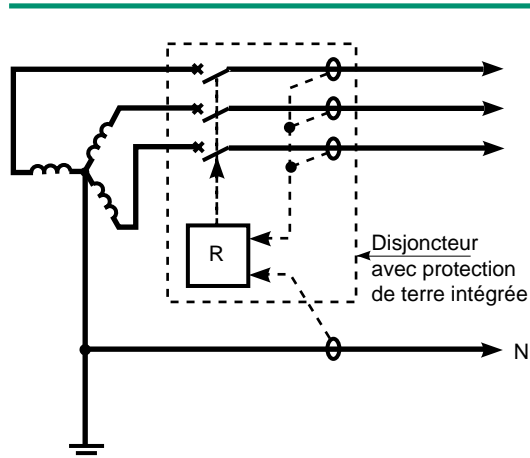 R
Disjoncteur
avec protection
de terre intégrée
N